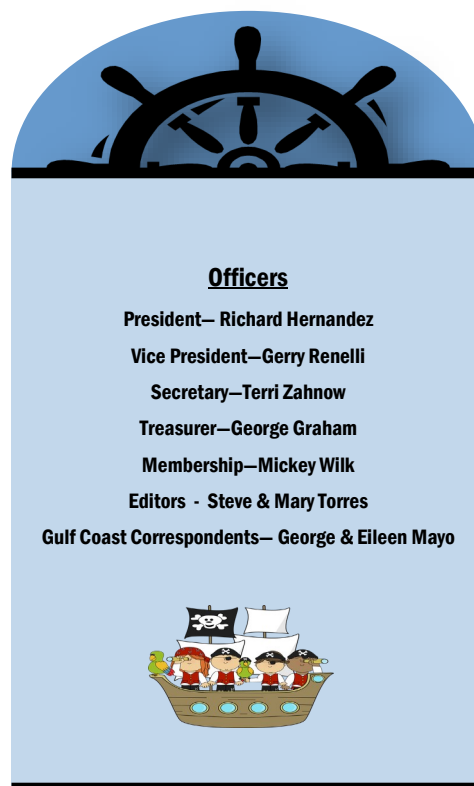 Officers
President— Richard Hernandez
Vice President—Gerry Renelli
Secretary—Terri Zahnow
Treasurer—George Graham
Membership—Mickey Wilk
Editors - Steve & Mary Torres
Gulf Coast Correspondents— George & Eileen Mayo